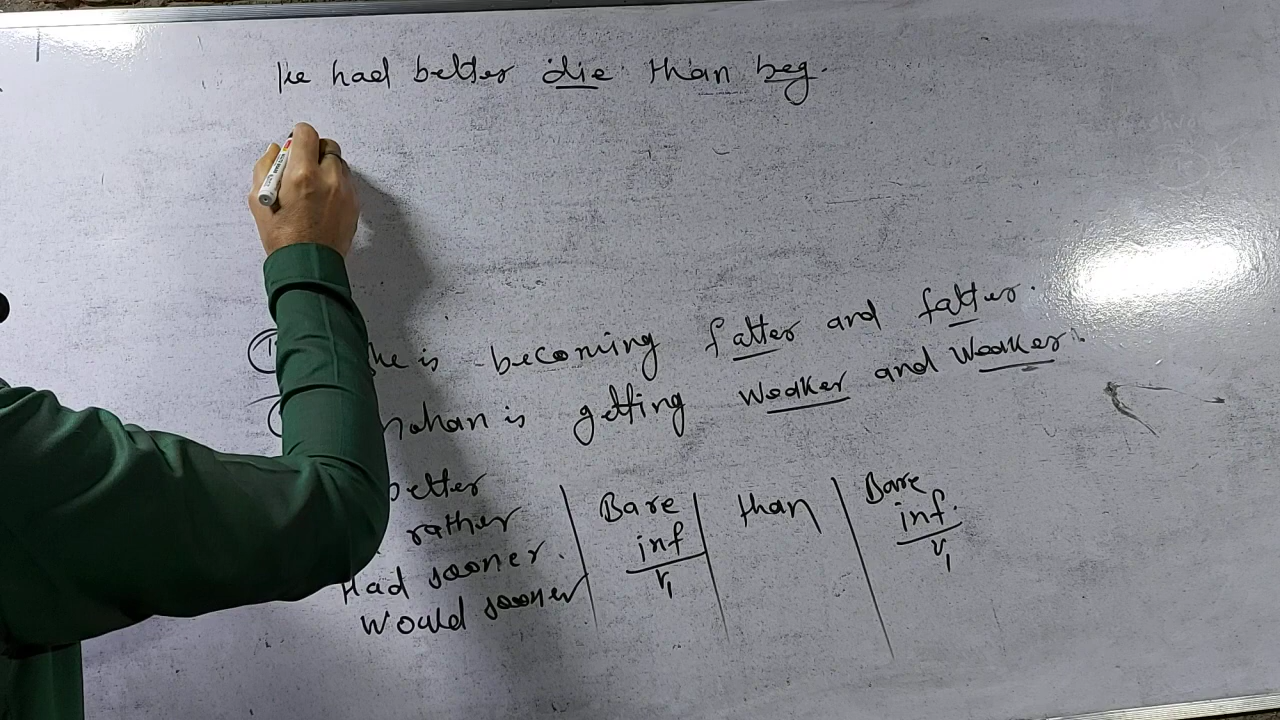 He had better die than beg.
He is becoming fatter and fatter.
mohan is getting weaker and weaker.
better | Bare inf V1 | than | Bare inf. V1
rather
Had sooner.
Would sooner